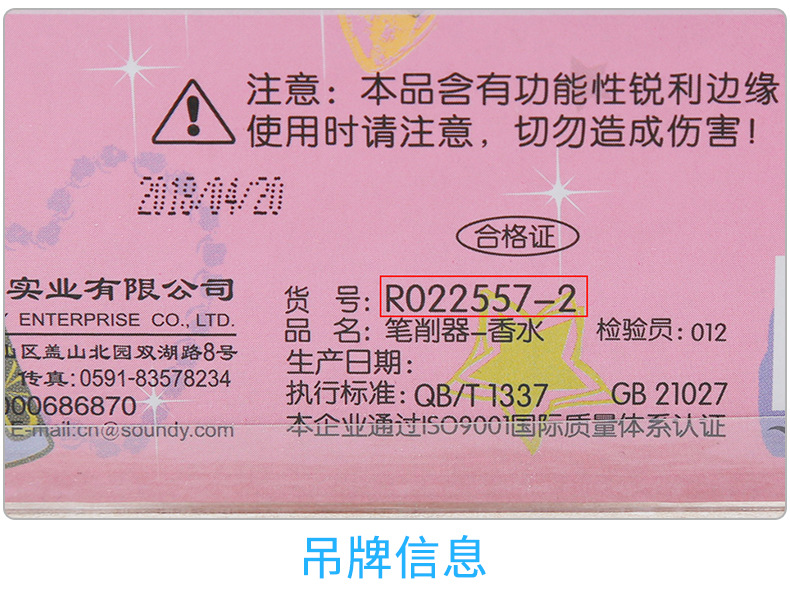 注意：本品含有功能性锐利边缘
使用时请注意，切勿造成伤害！
2018/04/20
合格证
实业有限公司
ENTERPRISE CO., LTD.
山区盖山北园双湖路8号
传真：0591-83578234
000686870
E-mail:cn@soundy.com
货 号：R022557-2
品 名：笔削器-香水 检验员：012
生产日期：
执行标准：QB/T 1337 GB 21027
本企业通过ISO9001国际质量体系认证
吊牌信息